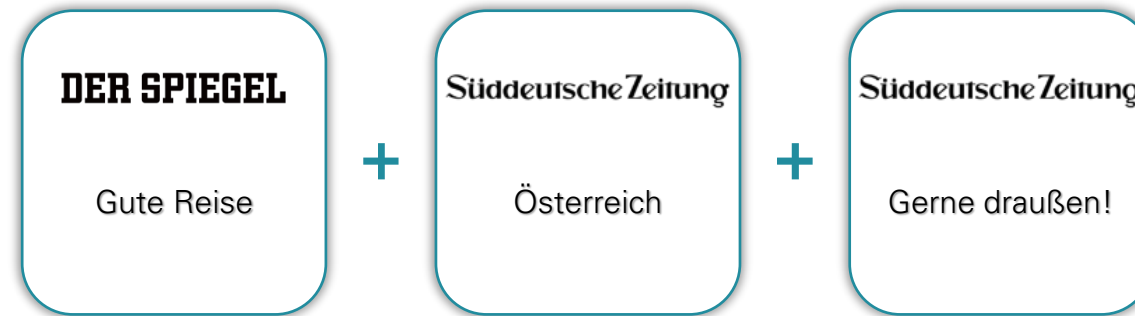 DER SPIEGEL
Gute Reise
+
Süddeutsche Zeitung
Österreich
+
Süddeutsche Zeitung
Gerne draußen!